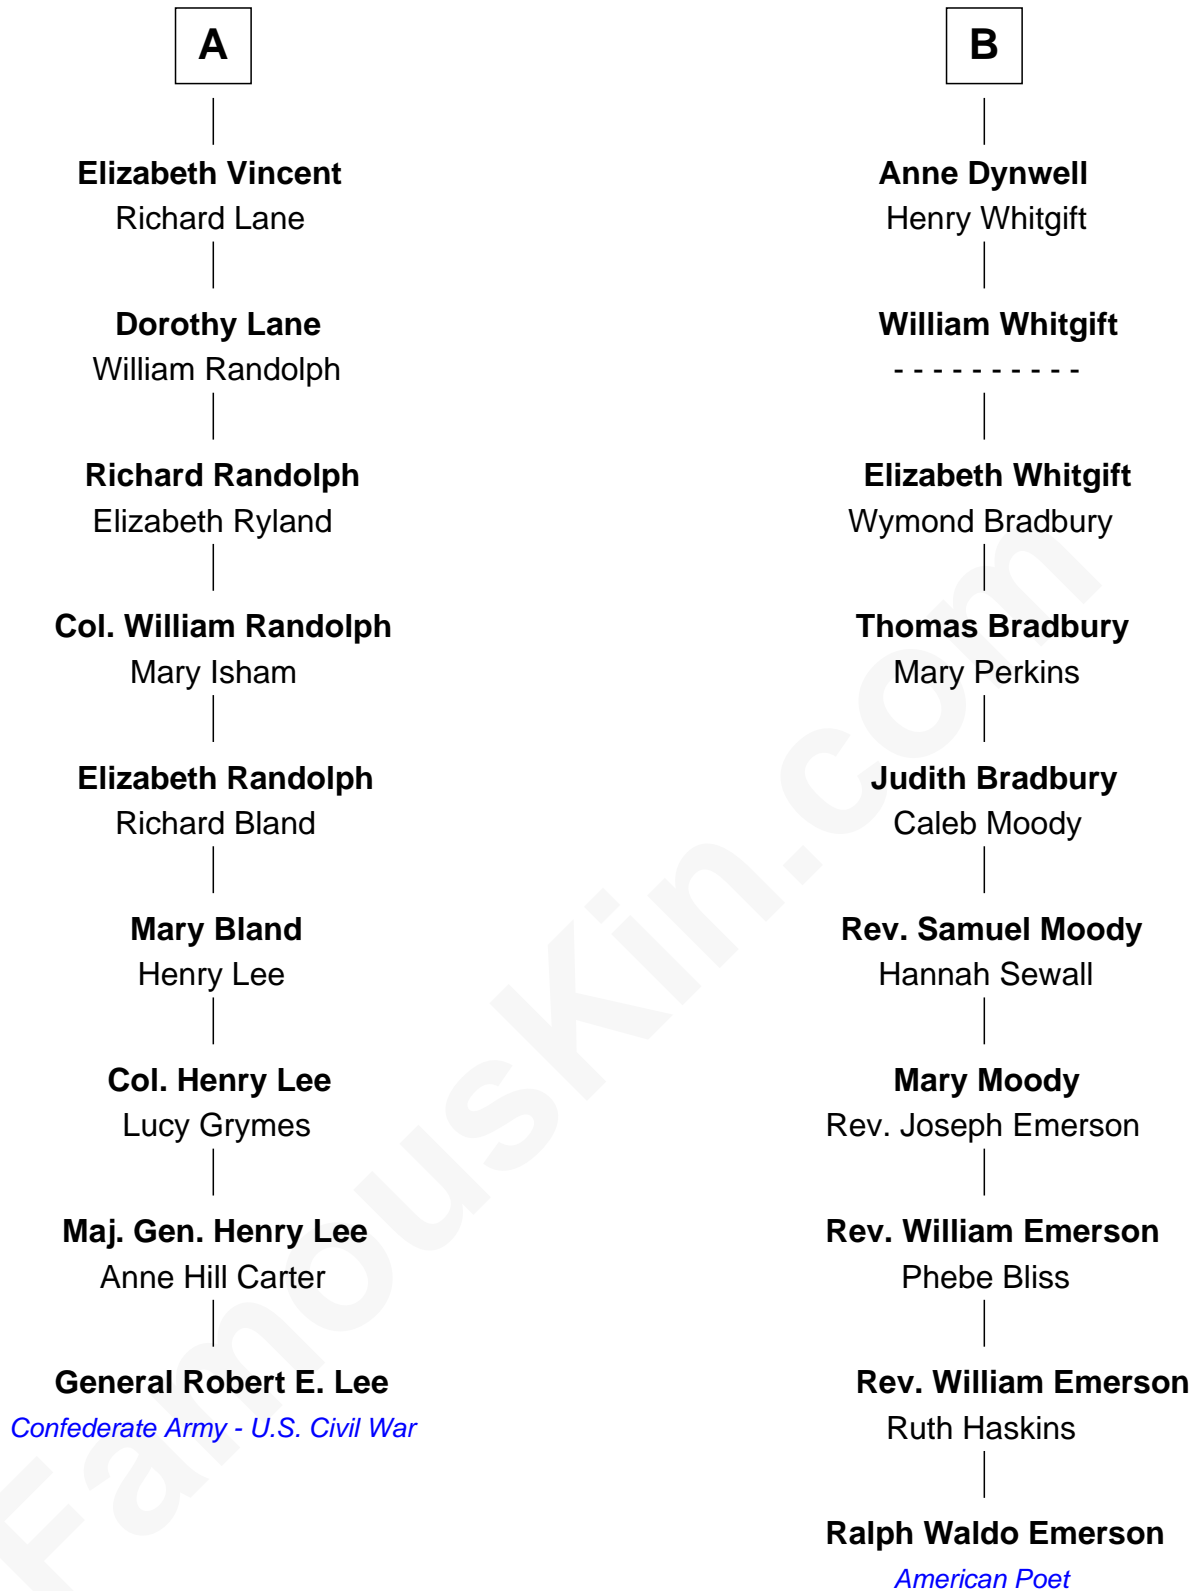 A
Elizabeth Vincent
Richard Lane
Dorothy Lane
William Randolph
Richard Randolph
Elizabeth Ryland
Col. William Randolph
Mary Isham
Elizabeth Randolph
Richard Bland
Mary Bland
Henry Lee
Col. Henry Lee
Lucy Grymes
Maj. Gen. Henry Lee
Anne Hill Carter
General Robert E. Lee
Confederate Army - U.S. Civil War
B
Anne Dynwell
Henry Whitgift
William Whitgift
- - - - - - - - - -
Elizabeth Whitgift
Wymond Bradbury
Thomas Bradbury
Mary Perkins
Judith Bradbury
Caleb Moody
Rev. Samuel Moody
Hannah Sewall
Mary Moody
Rev. Joseph Emerson
Rev. William Emerson
Phebe Bliss
Rev. William Emerson
Ruth Haskins
Ralph Waldo Emerson
American Poet
FamousKin.com